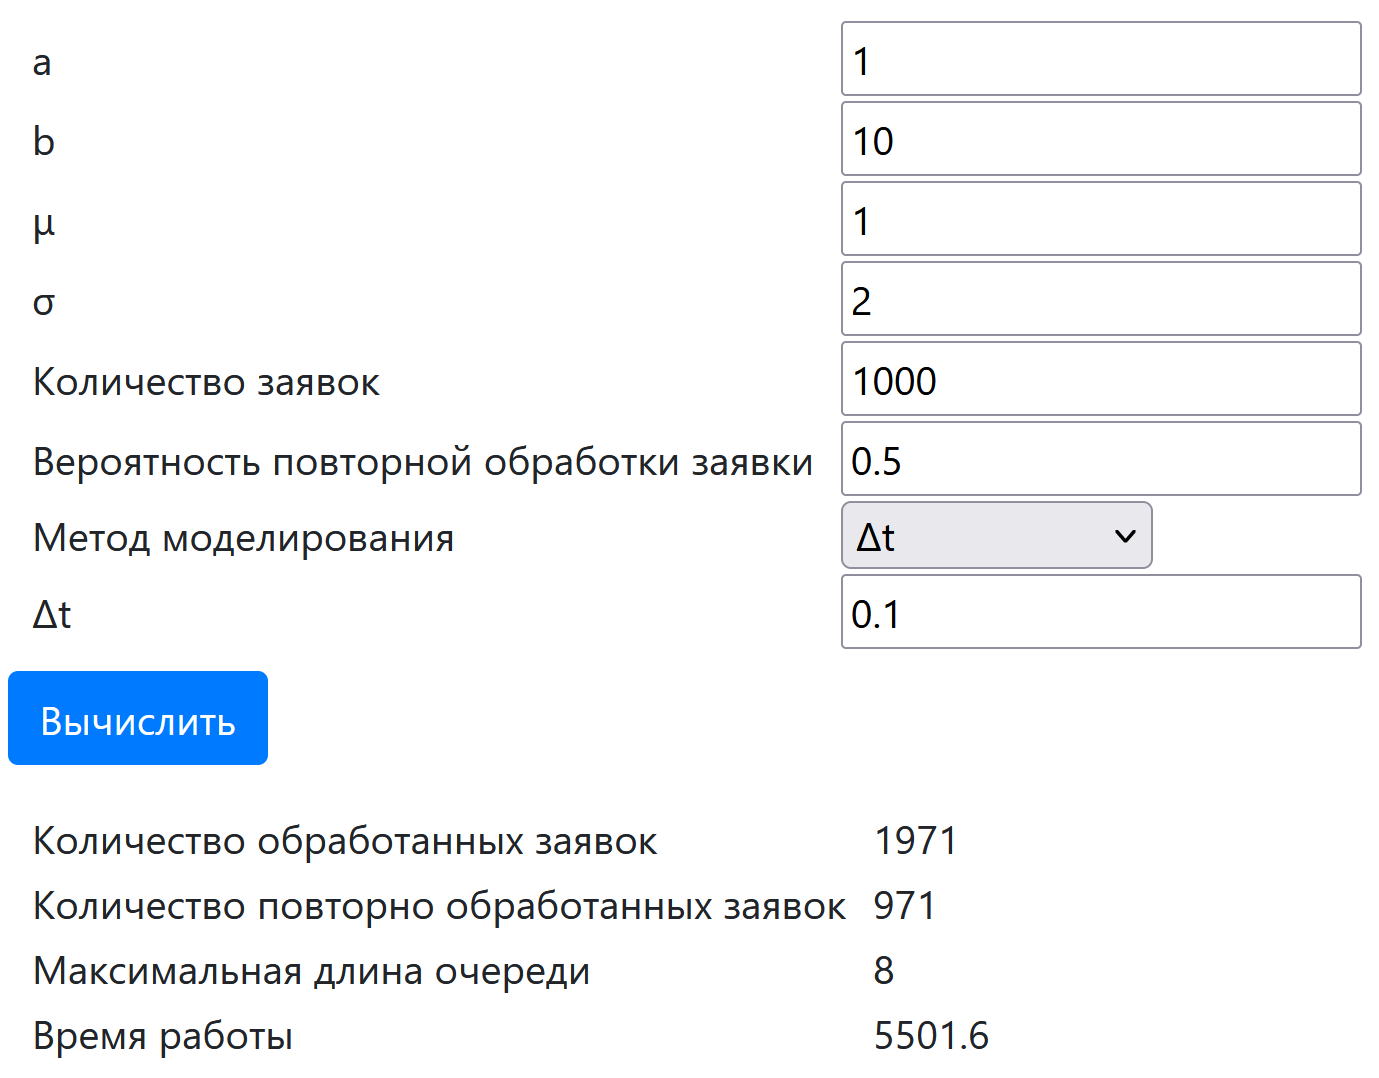 a 1
b 10
μ 1
σ 2
Количество заявок 1000
Вероятность повторной обработки заявки 0.5
Метод моделирования Δt
Δt 0.1
Вычислить
Количество обработанных заявок 1971
Количество повторно обработанных заявок 971
Максимальная длина очереди 8
Время работы 5501.6